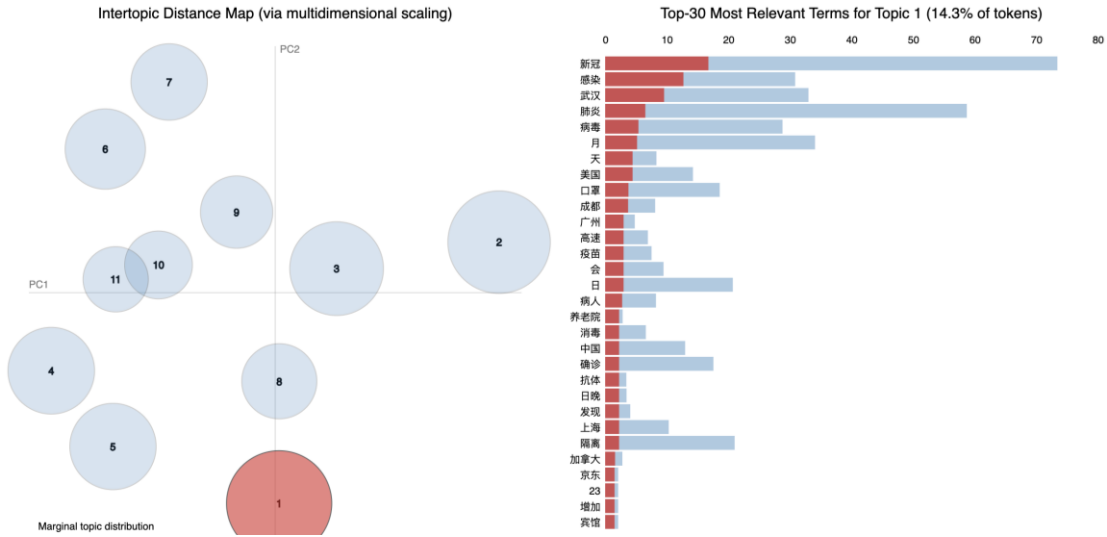 Intertopic Distance Map (via multidimensional scaling)
PC2
7
6
9
2
3
10
11
PC1
4
8
5
1
Marginal topic distribution
Top-30 Most Relevant Terms for Topic 1 (14.3% of tokens)
0 10 20 30 40 50 60 70 80
新冠
感染
武汉
肺炎
病毒
月
天
美国
口罩
成都
广州
高速
疫苗
会
日
病人
养老院
消毒
中国
确诊
抗体
日晚
发现
上海
隔离
加拿大
京东
23
增加
宾馆